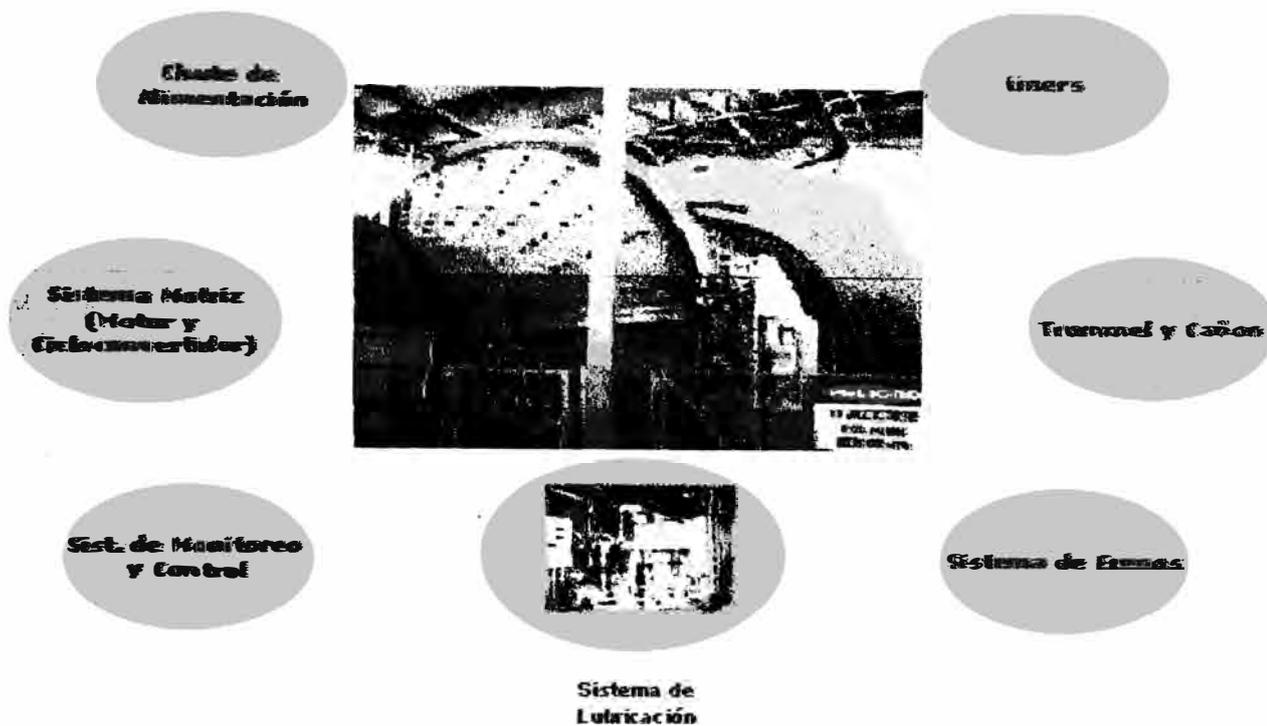 Chute de
Alimentación
Liners
Sistema Motriz
(Motor y
Cicloconvertidor)
Trommel y Cañon
Sist. de Monitoreo
y Control
Sistema de Frenos
Sistema de
Lubricación